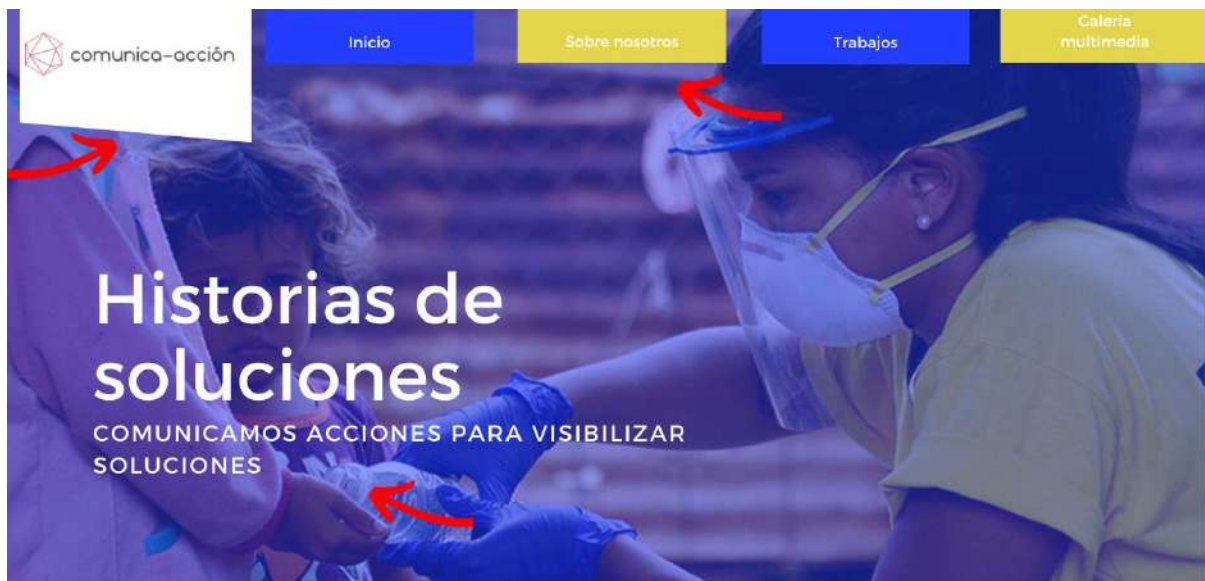 comunica-acción
Inicio
Sobre nosotros
Trabajos
Galería
multimedia
Historias de
soluciones
COMUNICAMOS ACCIONES PARA VISIBILIZAR
SOLUCIONES